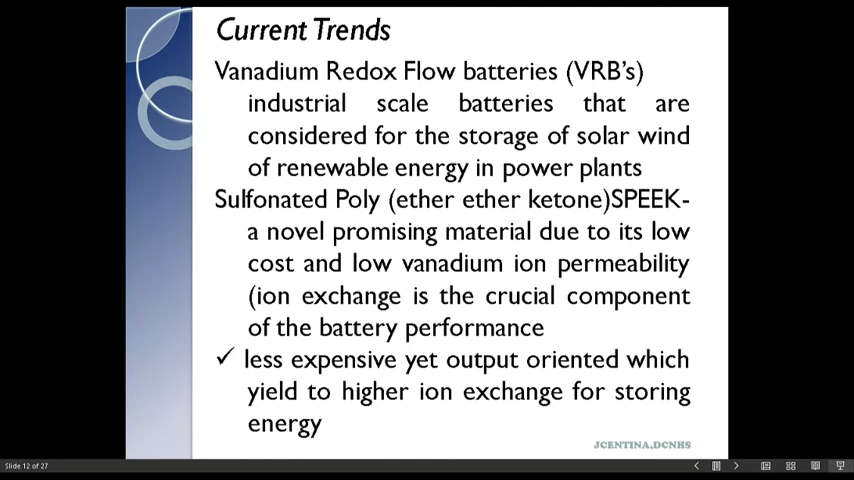 Current Trends
Vanadium Redox Flow batteries (VRB's)
industrial scale batteries that are
considered for the storage of solar wind
of renewable energy in power plants
Sulfonated Poly (ether ether ketone)SPEEK-
a novel promising material due to its low
cost and low vanadium ion permeability
(ion exchange is the crucial component
of the battery performance
✓ less expensive yet output oriented which
yield to higher ion exchange for storing
energy
JCENTINA,DCNHS
Slide 12 of 27